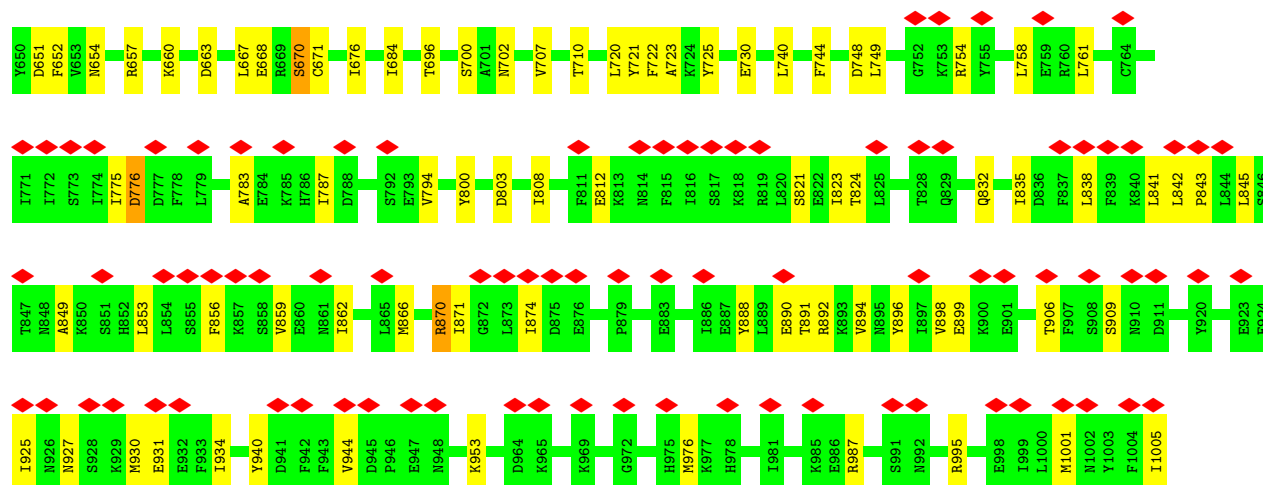 Y650 D651 F652 V653 N654 R657 K660 D663 L667 E668 R669 S670 C671 I676 I684 T696 S700 A701 N702 V707 T710 L720 Y721 F722 A723 K724 Y725 E730 L740 F744 D748 L749 G752 K753 R754 Y755 L758 E759 R760 L761 C764
I771 I772 S773 I774 I775 D776 D777 F778 L779 A783 E784 K785 H786 I787 D788 S792 E793 V794 Y800 D803 I808 F811 E812 K813 N814 F815 I816 S817 K818 R819 L820 S821 E822 I823 T824 L825 T828 Q829 Q832 I835 D836 F837 L838 F839 K840 L841 L842 P843 L844 L845 S846
T847 N848 A849 K850 S851 H852 L853 L854 S855 F856 K857 S858 V859 E860 N861 I862 L865 M866 R870 I871 G872 L873 I874 D875 E876 P879 E883 I886 E887 Y888 L889 E890 T891 R892 K893 V894 N895 Y896 I897 V898 E899 K900 E901 T906 F907 S908 S909 N910 D911 Y920 E923 E924
I925 N926 N927 S928 K929 M930 E931 E932 F933 I934 Y940 D941 F942 F943 V944 D945 P946 E947 N948 K953 D964 K965 K969 G972 H975 M976 K977 H978 I981 K985 E986 R987 S991 N992 R995 E998 I999 L1000 M1001 N1002 Y1003 F1004 I1005